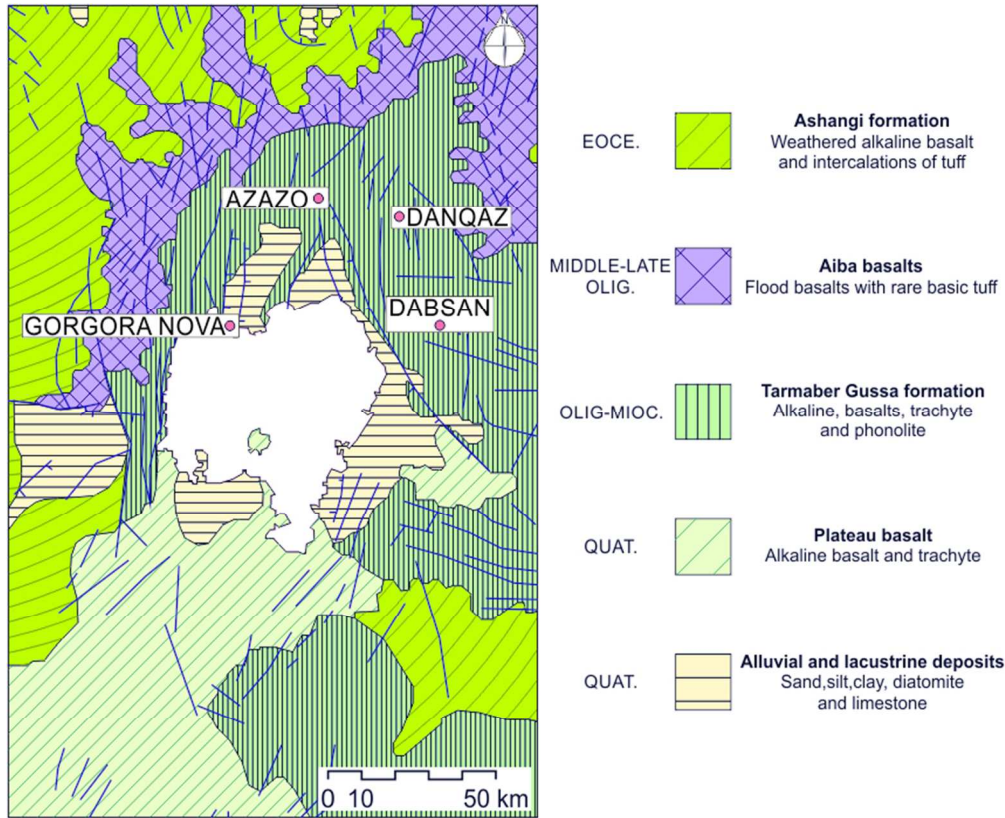 N
AZAZO
DANQAZ
DABSAN
GORGORA NOVA
0 10 50 km
EOCE.
Ashangi formation
Weathered alkaline basalt
and intercalations of tuff
MIDDLE-LATE
OLIG.
Aiba basalts
Flood basalts with rare basic tuff
OLIG-MIOC.
Tarmaber Gussa formation
Alkaline, basalts, trachyte
and phonolite
QUAT.
Plateau basalt
Alkaline basalt and trachyte
QUAT.
Alluvial and lacustrine deposits
Sand,silt,clay, diatomite
and limestone